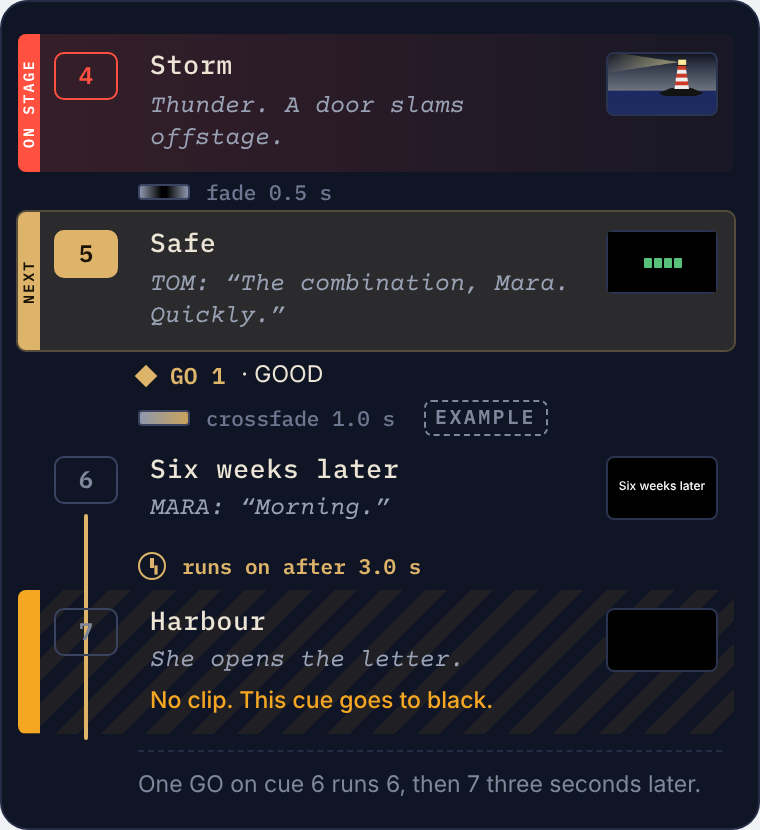 ON STAGE
4
Storm
Thunder. A door slams
offstage.
fade 0.5 s
NEXT
5
Safe
TOM: “The combination, Mara.
Quickly.”
GO 1 · GOOD
crossfade 1.0 s EXAMPLE
6
Six weeks later
MARA: “Morning.”
Six weeks later
runs on after 3.0 s
7
Harbour
She opens the letter.
No clip. This cue goes to black.
One GO on cue 6 runs 6, then 7 three seconds later.